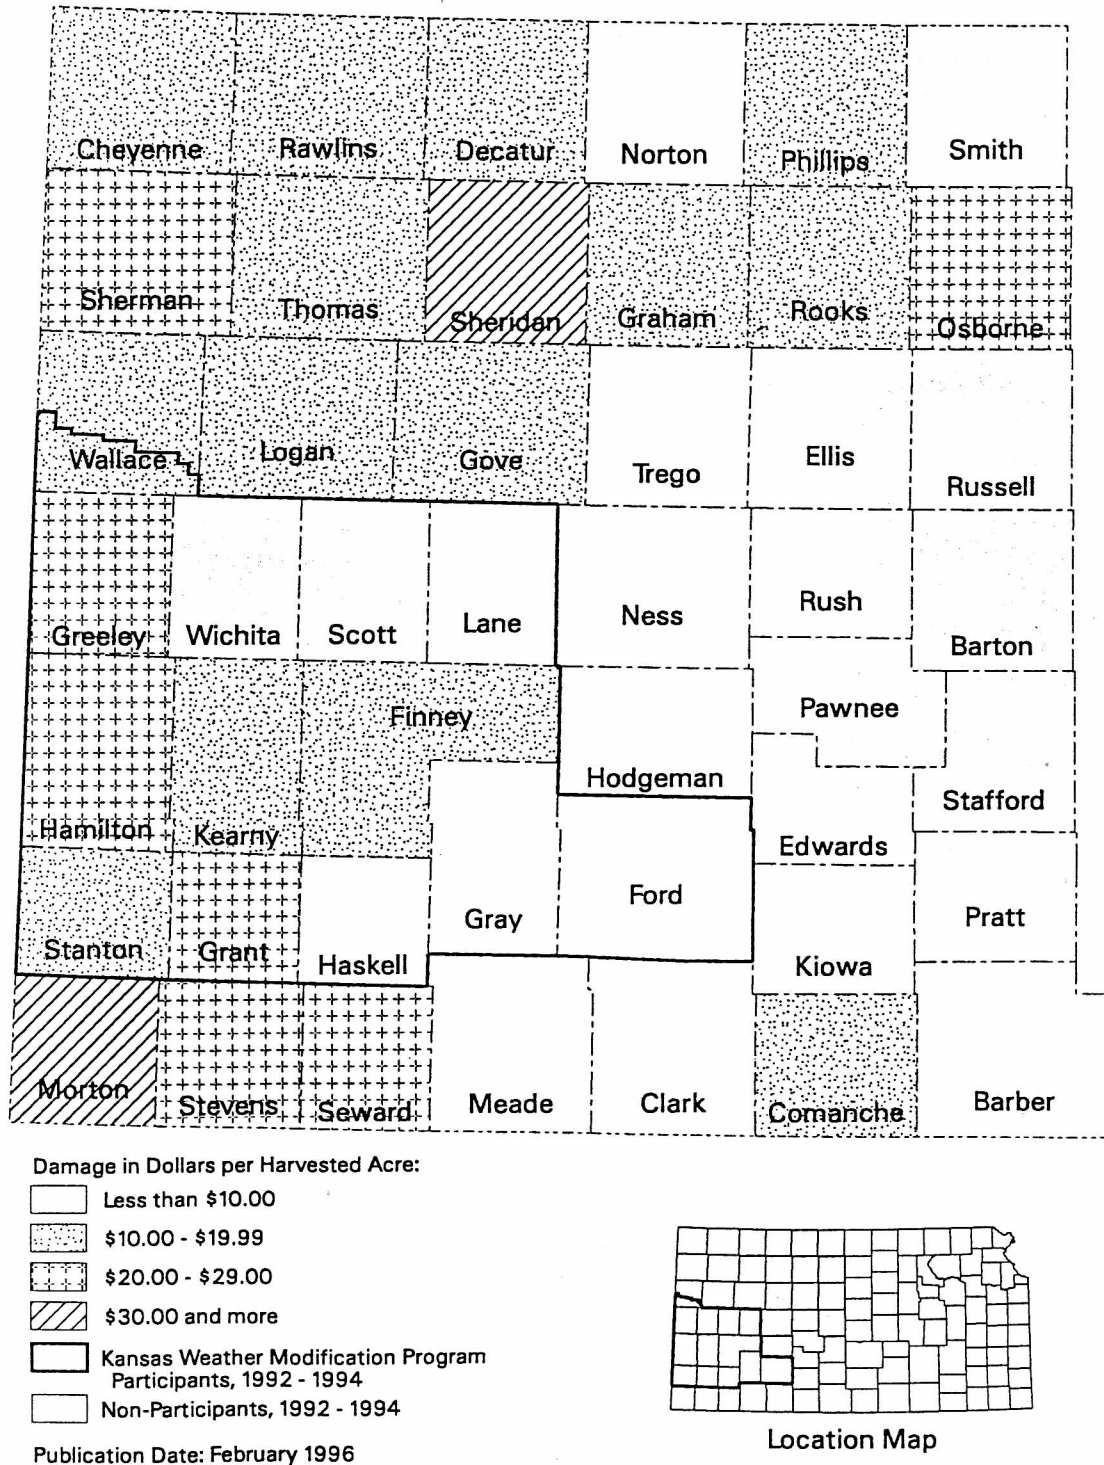 Cheyenne Rawlins Decatur Norton Phillips Smith
Sherman Thomas Sheridan Graham Rooks Osborne
Wallace Logan Gove Trego Ellis Russell
Greeley Wichita Scott Lane Ness Rush Barton
Hamilton Kearny Finney Hodgeman Pawnee Edwards Stafford
Stanton Grant Haskell Gray Ford Kiowa Pratt
Morton Stevens Seward Meade Clark Comanche Barber
Damage in Dollars per Harvested Acre:
Less than $10.00
$10.00 - $19.99
$20.00 - $29.00
$30.00 and more
Kansas Weather Modification Program
Participants, 1992 - 1994
Non-Participants, 1992 - 1994
Publication Date: February 1996
Location Map